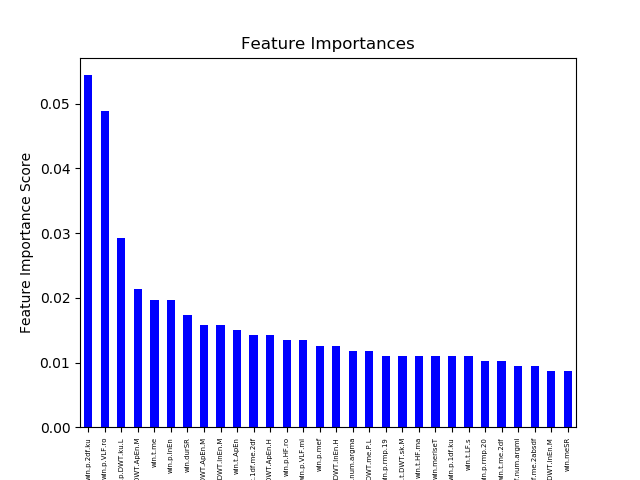 Feature Importances
Feature Importance Score
0.05
0.04
0.03
0.02
0.01
0.00
win.p.2df.ku
win.p.VLF.ro
.p.DWT.ku.L
DWT.ApEn.M
win.t.me
win.p.lnEn
win.durSR
DWT.ApEn.M
DWT.lnEn.M
win.t.ApEn
.1df.me.2df
DWT.ApEn.H
win.p.HF.ro
win.p.VLF.ml
win.p.mef
DWT.lnEn.H
.num.argma
DWT.me.P.L
win.p.rmp.19
.t.DWT.sk.M
win.t.HF.ma
win.meriseT
win.p.1df.ku
win.t.LF.s
win.p.rmp.20
win.t.me.2df
.num.argmi
f.me.2absdf
DWT.lnEn.M
win.meSR